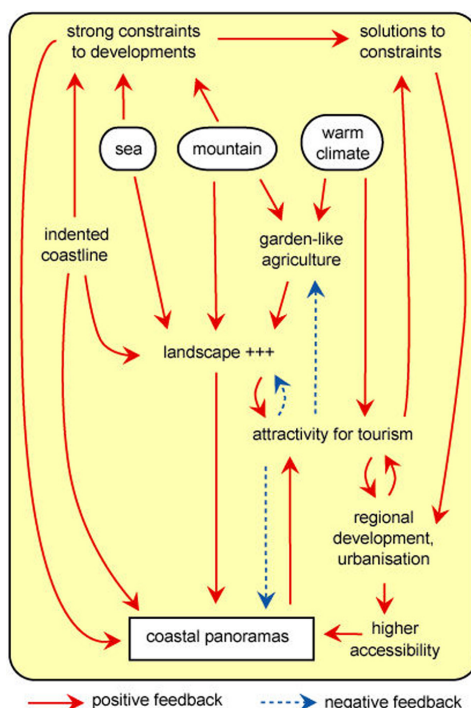 strong constraints
to developments
solutions to
constraints
sea
mountain
warm
climate
indented
coastline
garden-like
agriculture
landscape +++
attractivity for tourism
regional
development,
urbanisation
coastal panoramas
higher
accessibility
positive feedback
negative feedback